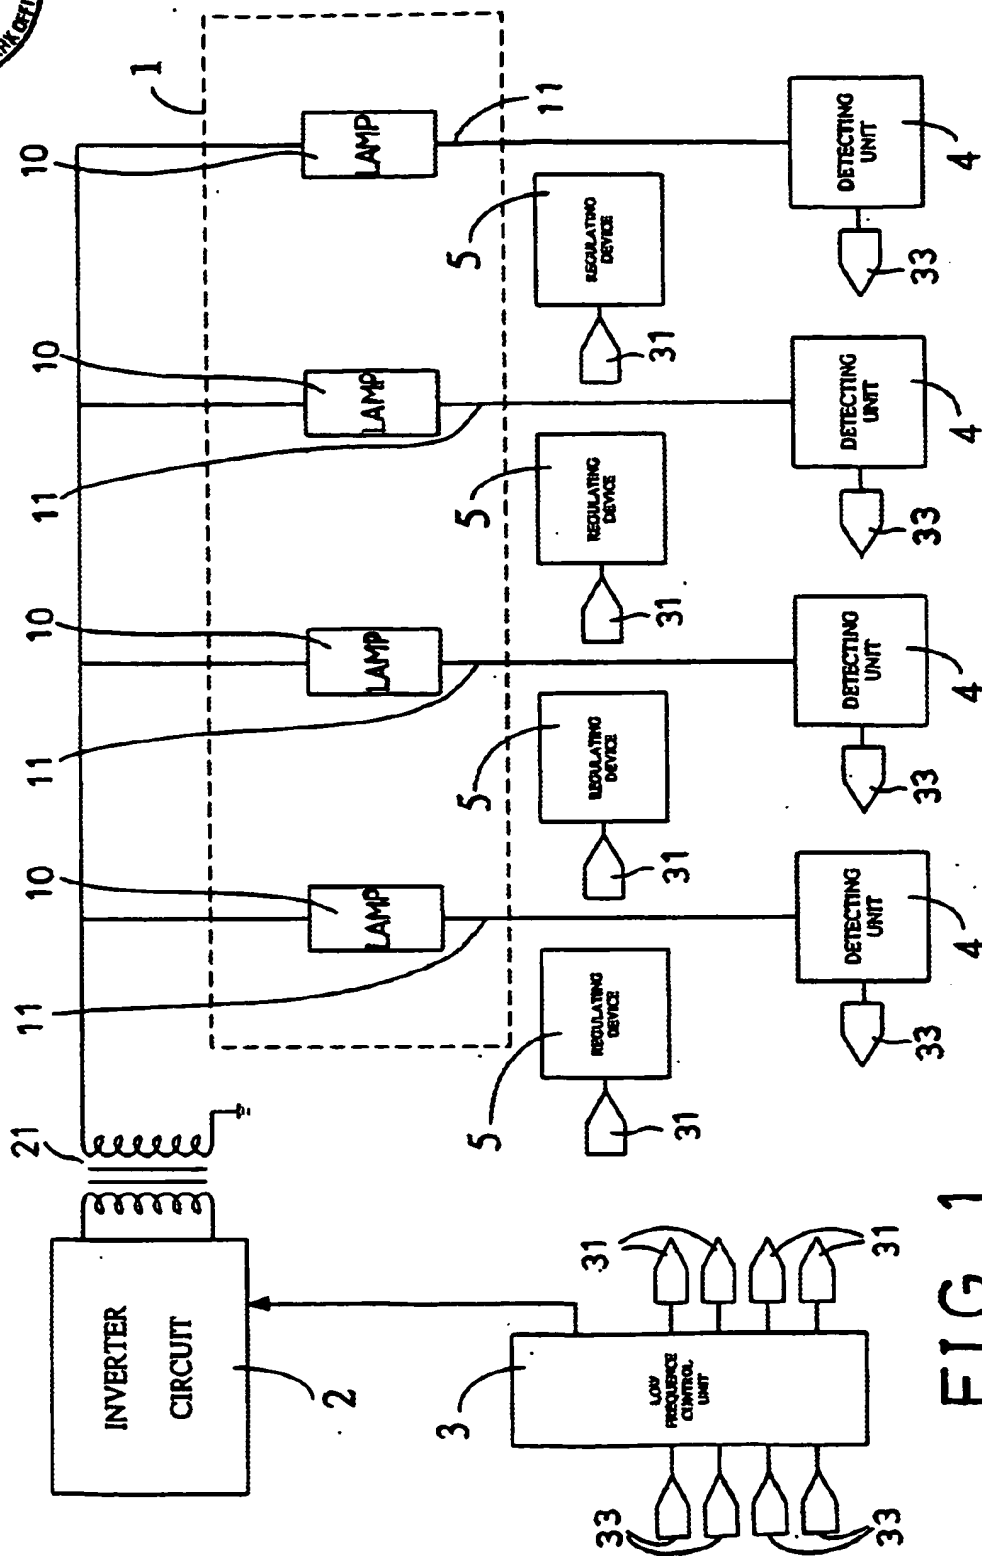 21
11
10
11
10
11
10
10
1
INVERTER
CIRCUIT
2
LAMP
LAMP
LAMP
LAMP
11
3
5
5
5
5
33
31
REGULATING
DEVICE
REGULATING
DEVICE
REGULATING
DEVICE
REGULATING
DEVICE
LOW
FREQUENCE
CONTROL
UNIT
31
31
31
31
DETECTING
UNIT
DETECTING
UNIT
DETECTING
UNIT
DETECTING
UNIT
33
31
33
33
33
33
4
4
4
4
FIG 1